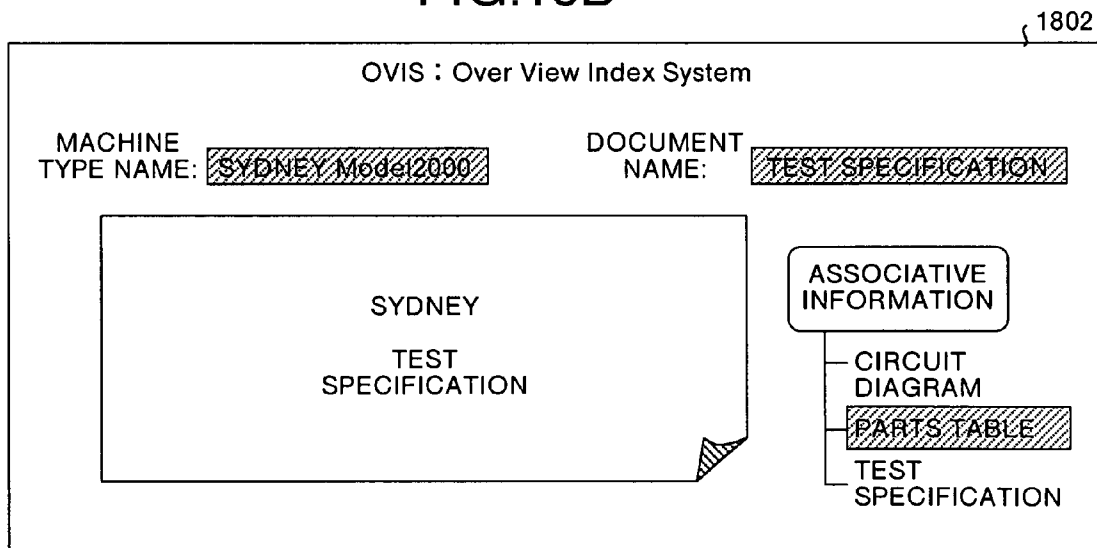 1802
OVIS : Over View Index System
MACHINE
TYPE NAME: SYDNEY Model2000
DOCUMENT
NAME: TEST SPECIFICATION
SYDNEY
TEST
SPECIFICATION
ASSOCIATIVE
INFORMATION
CIRCUIT
DIAGRAM
PARTS TABLE
TEST
SPECIFICATION